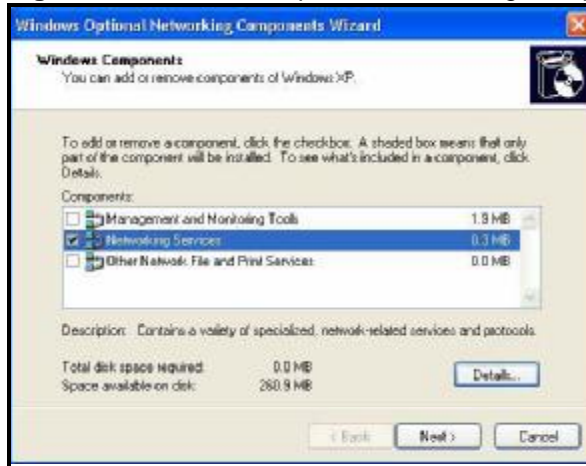 Windows Optional Networking Components Wizard
Windows Components
You can add or remove components of Windows XP.
To add or remove a component, click the checkbox. A shaded box means that only
part of the component will be installed. To see what's included in a component, click
Details.
Components:
Management and Monitoring Tools 1.9 MB
Networking Services 0.3 MB
Other Network File and Print Services 0.0 MB
Description: Contains a variety of specialized, network-related services and protocols.
Total disk space required: 0.0 MB
Space available on disk: 260.9 MB
Details...
< Back Next > Cancel